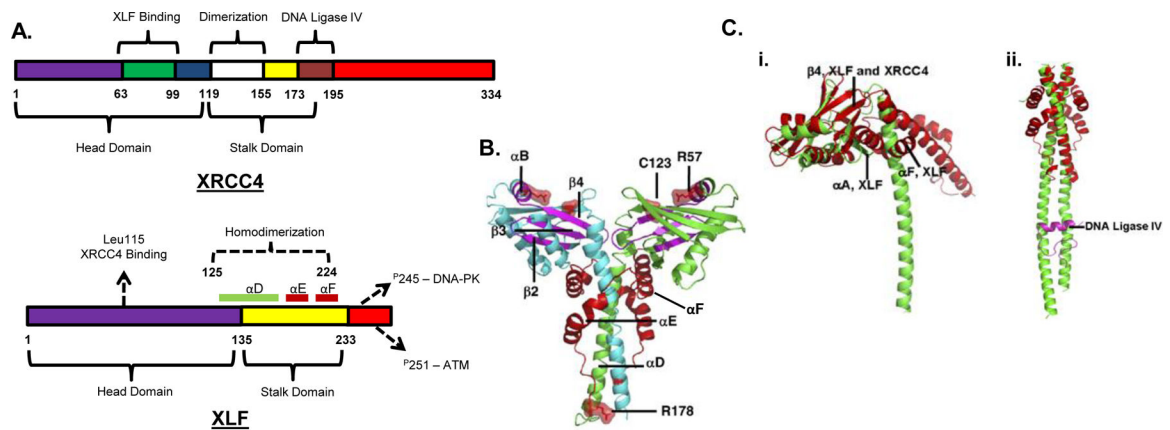 A.
XLF Binding
Dimerization
DNA Ligase IV
1
63
99
119
155
173
195
334
Head Domain
Stalk Domain
XRCC4
Leu115
XRCC4 Binding
Homodimerization
125
224
αD
αE
αF
P245 – DNA-PK
1
135
233
P251 – ATM
Head Domain
Stalk Domain
XLF
B.
αB
β4
C123
R57
β3
β2
αF
αE
αD
R178
C.
i.
β4, XLF and XRCC4
αA, XLF
αF, XLF
ii.
DNA Ligase IV